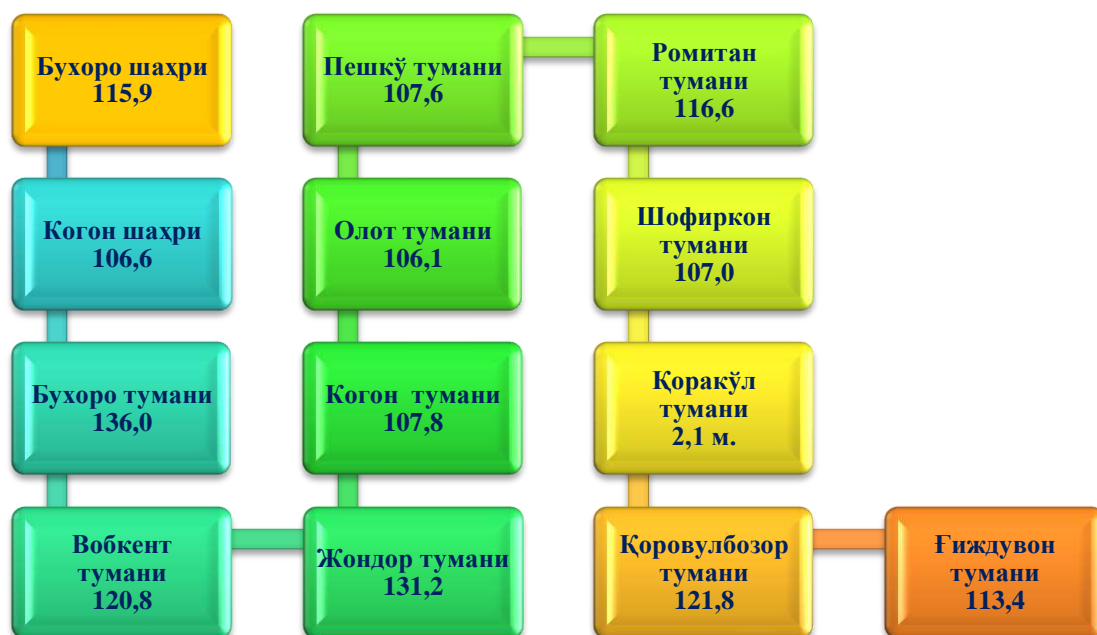 Бухоро шаҳри
115,9
Когон шаҳри
106,6
Бухоро тумани
136,0
Вобкент
тумани
120,8
Жондор тумани
131,2
Когон  тумани
107,8
Олот тумани
106,1
Пешкў тумани
107,6
Ромитан
тумани
116,6
Шофиркон
тумани
107,0
Қоракўл
тумани
2,1 м.
Қоровулбозор
тумани
121,8
Ғиждувон
тумани
113,4